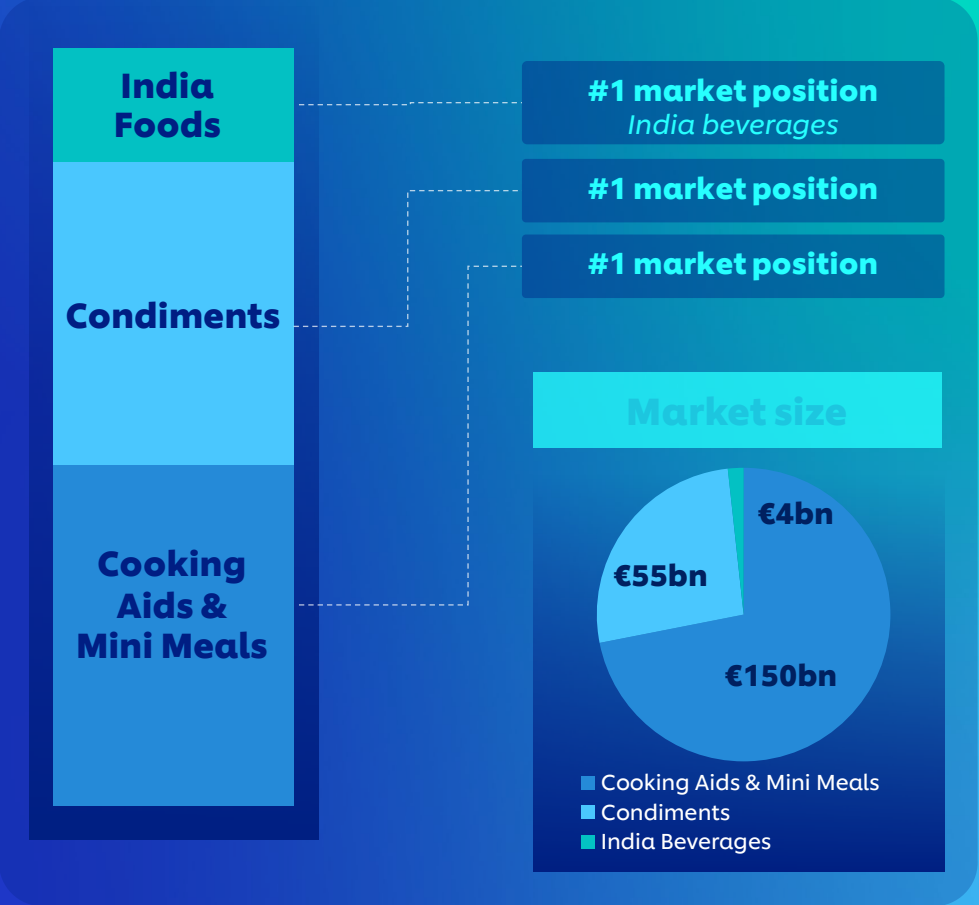 India
Foods
Condiments
Cooking
Aids &
Mini Meals
#1 market position
India beverages
#1 market position
#1 market position
Market size
€4bn
€55bn
€150bn
Cooking Aids & Mini Meals
Condiments
India Beverages